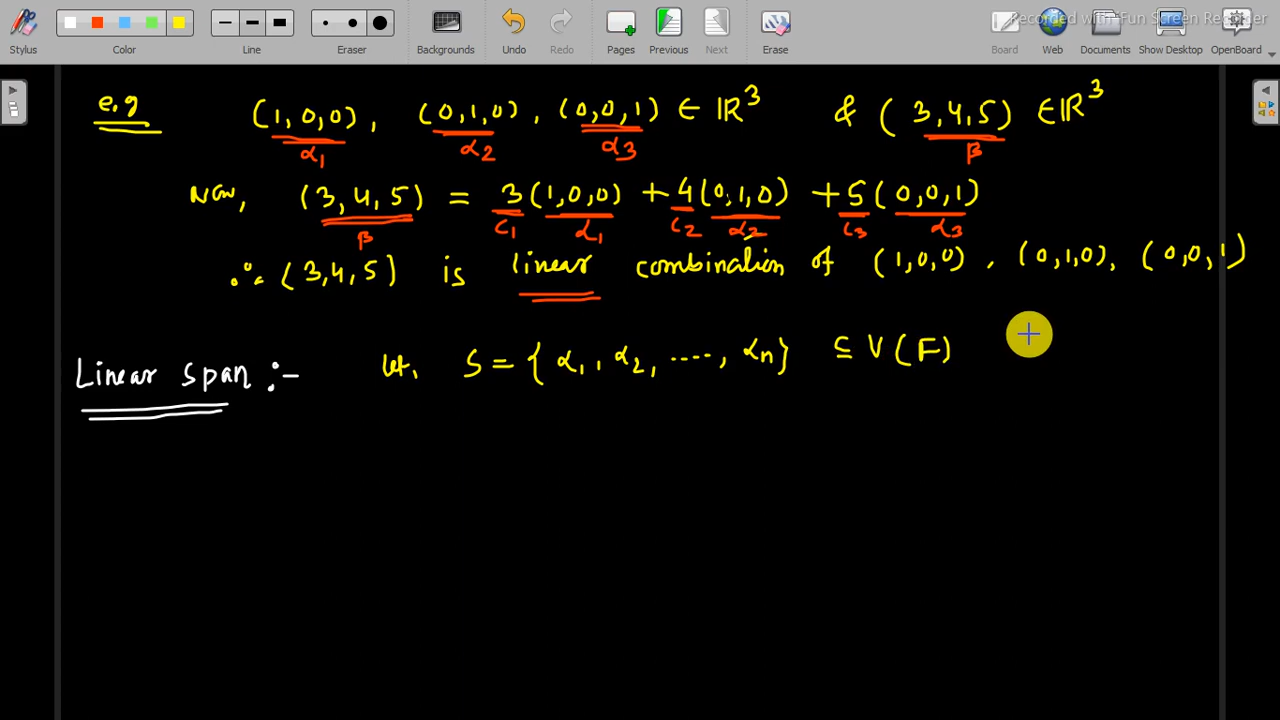 Recorded with Fun Screen Recorder
Stylus Color Line Eraser Backgrounds Undo Redo Pages Previous Next Erase Board Web Documents Show Desktop OpenBoard
e.g (1,0,0), (0,1,0), (0,0,1) ∈ ℝ³ & (3,4,5) ∈ ℝ³
α₁ α₂ α₃ β
Now, (3,4,5) = 3(1,0,0) + 4(0,1,0) + 5(0,0,1)
β c₁ α₁ c₂ α₂ c₃ α₃
∴ (3,4,5) is linear combination of (1,0,0), (0,1,0), (0,0,1)
Linear span :- let, S = {α₁, α₂, ...., αn} ⊆ V(F)